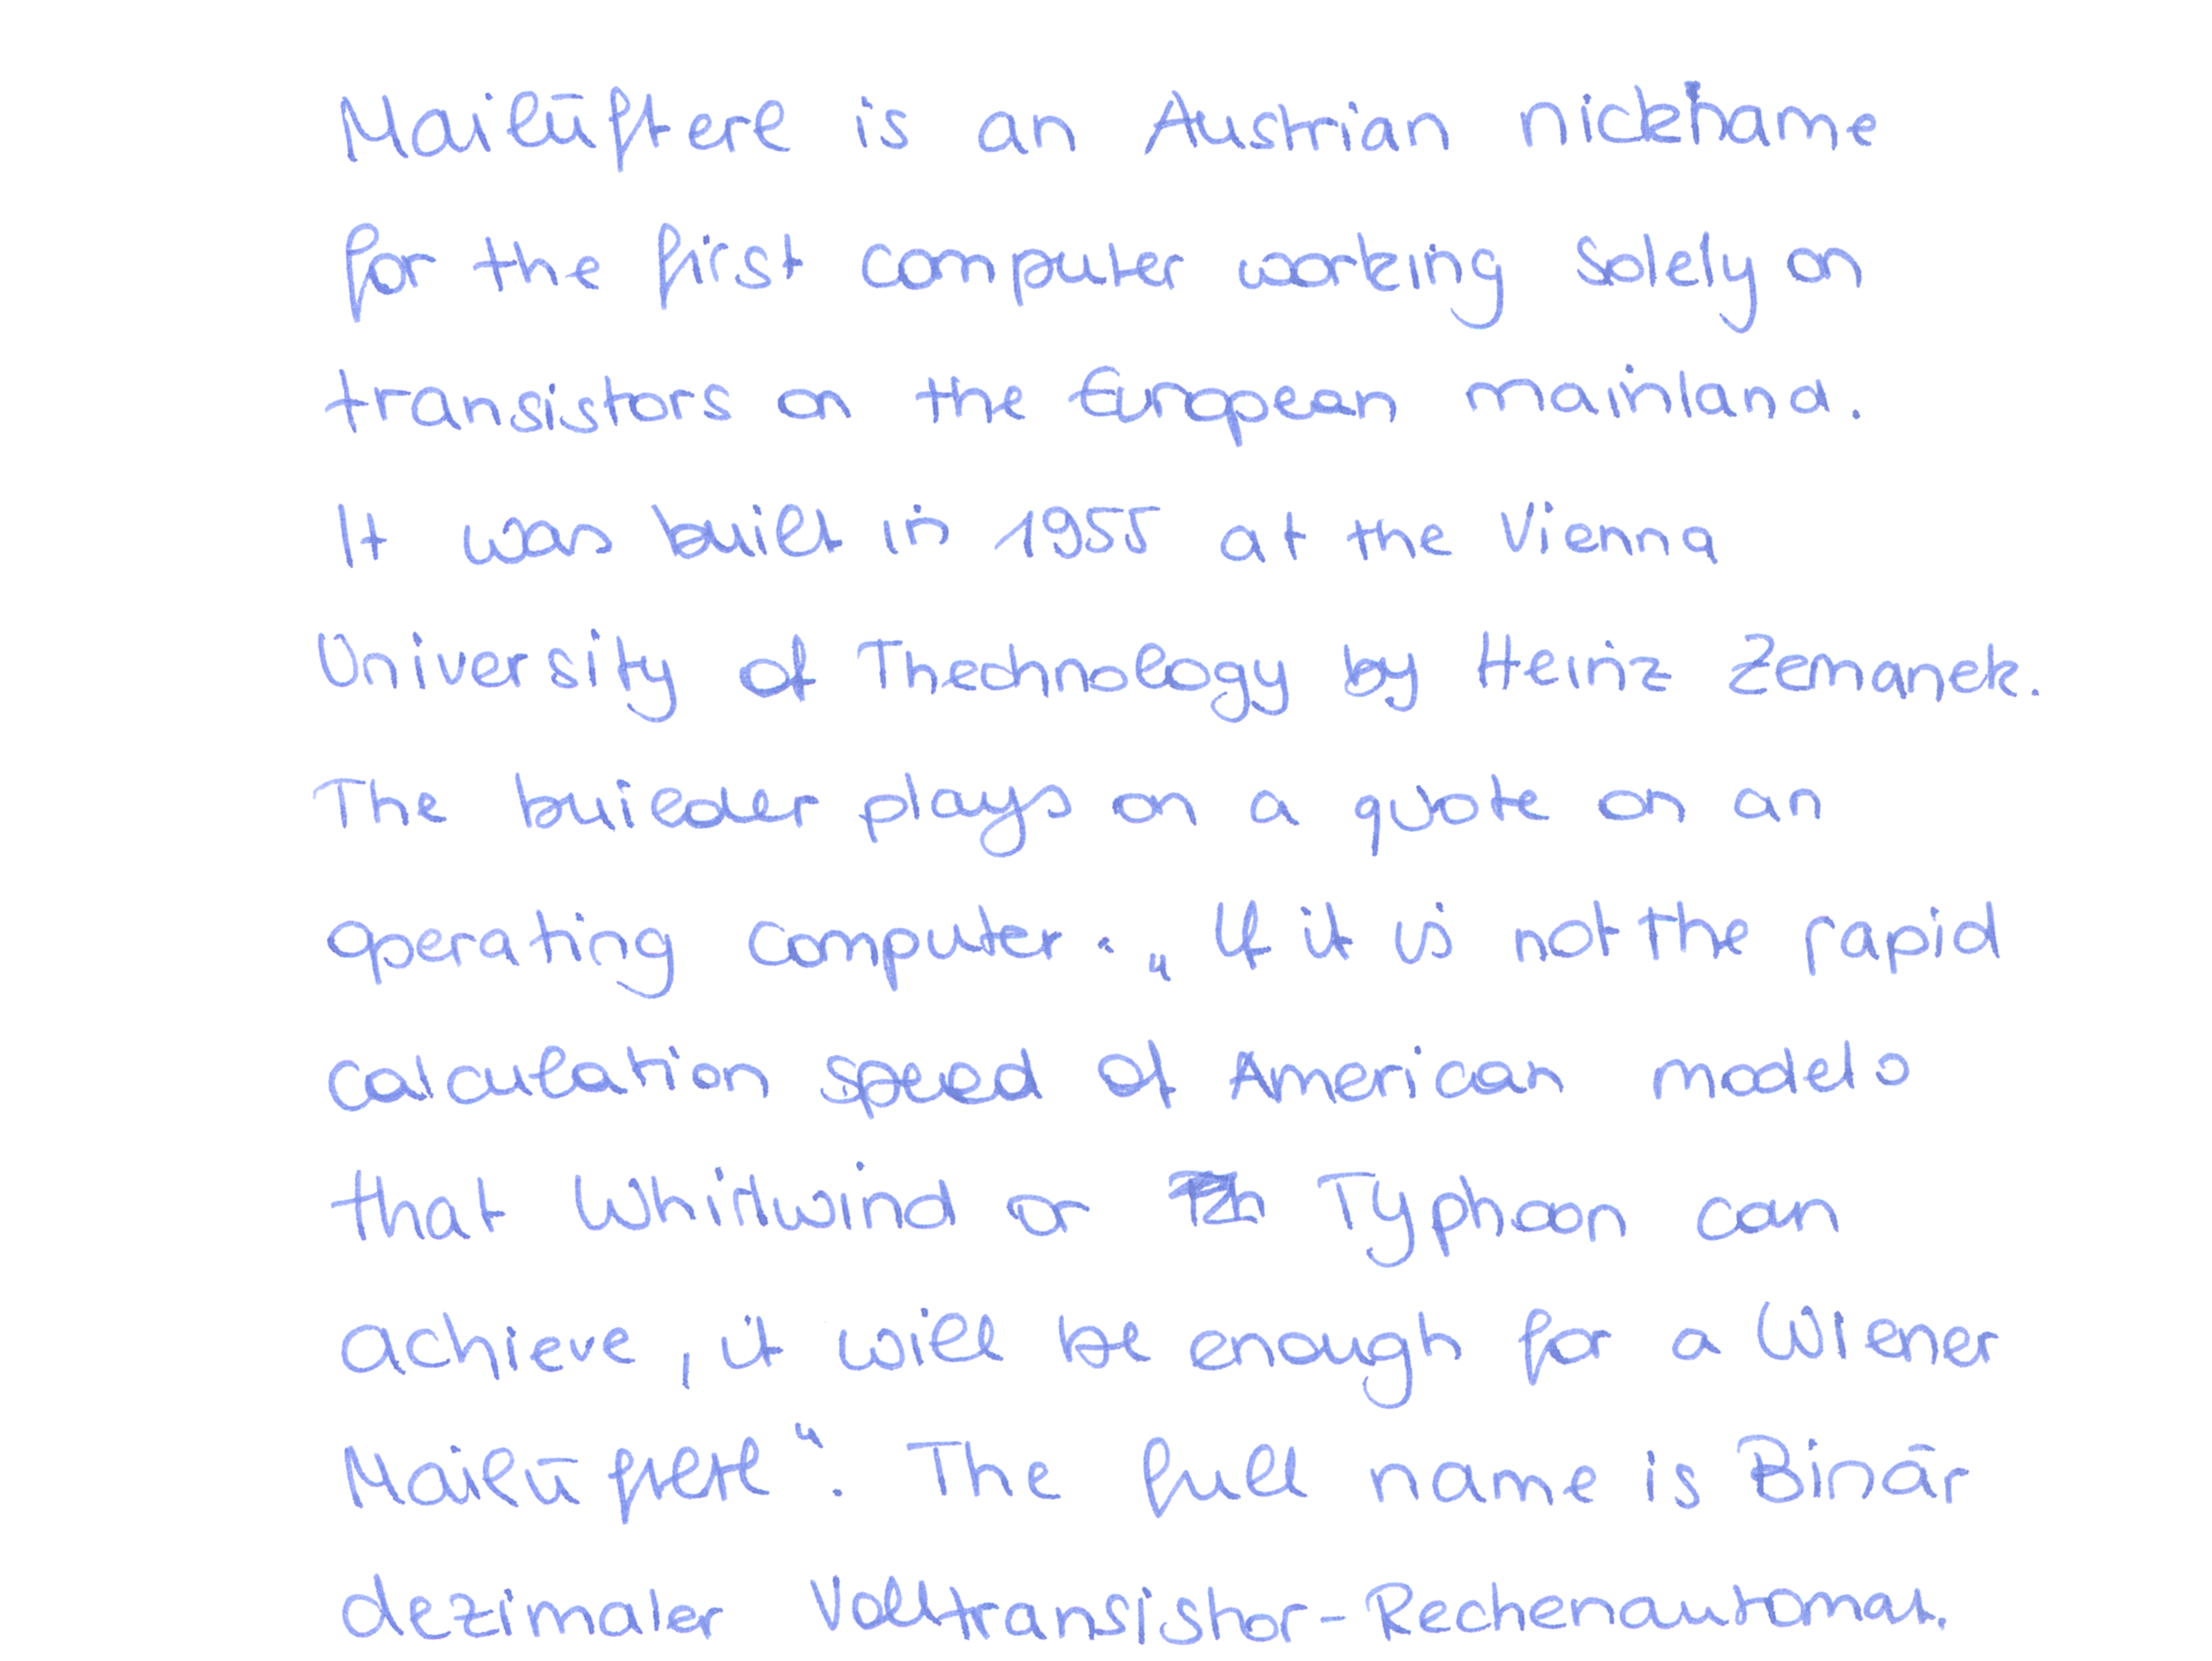 Mailüfterl is an Austrian nickname
for the first computer working solely on
transistors on the European mainland.
It was built in 1955 at the Vienna
University of Thechnology by Heinz Zemanek.
The builder plays on a quote on an
operating computer. „If it is not the rapid
calculation speed of American models
that Whirlwind or Typhoon can
achieve, it will be enough for a Wiener
Mailüfterl“. The full name is Binär
dezimaler Volltransistor-Rechenautomat.